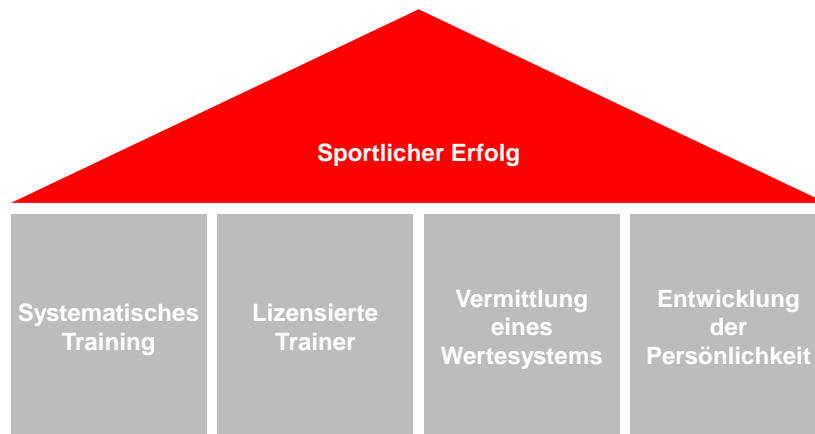 Sportlicher Erfolg
Systematisches
Training
Lizensierte
Trainer
Vermittlung
eines
Wertesystems
Entwicklung
der
Persönlichkeit